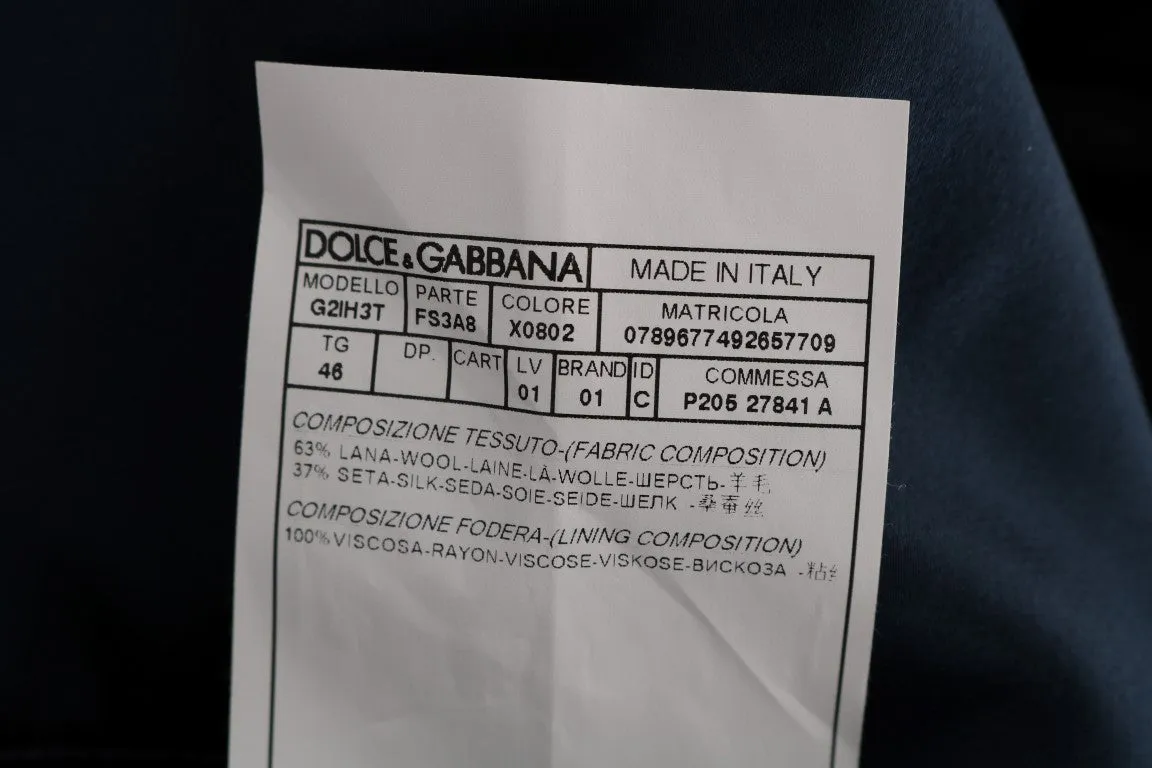 DOLCE & GABBANA MADE IN ITALY
MODELLO PARTE COLORE MATRICOLA
G2IH3T FS3A8 X0802 0789677492657709
TG DP. CART LV BRAND ID COMMESSA
46 01 01 C P205 27841 A
COMPOSIZIONE TESSUTO-(FABRIC COMPOSITION)
63% LANA-WOOL-LAINE-LÀ-WOLLE-ШЕРСТЬ-羊毛
37% SETA-SILK-SEDA-SOIE-SEIDE-ШЕЛК -桑蚕丝
COMPOSIZIONE FODERA-(LINING COMPOSITION)
100% VISCOSA-RAYON-VISCOSE-VISKOSE-ВИСКОЗА -粘